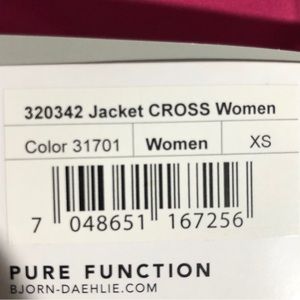 320342 Jacket CROSS Women
Color 31701 Women XS
7 048651 167256
PURE FUNCTION
BJORN-DAEHLIE.COM